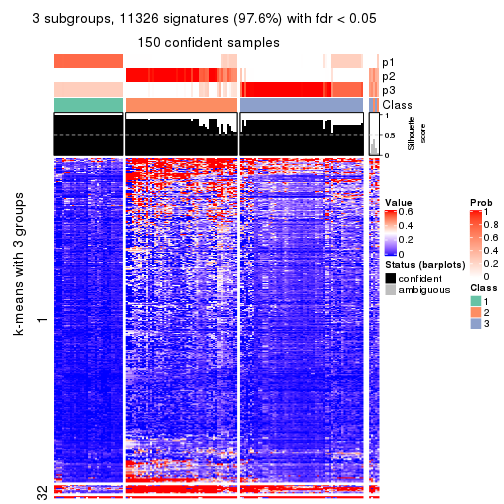 3 subgroups, 11326 signatures (97.6%) with fdr < 0.05
150 confident samples
p1
p2
p3
Class
1
0.5
0
Silhouette
score
k-means with 3 groups
1
32
Value
0.6
0.4
0.2
0
Status (barplots)
confident
ambiguous
Prob
1
0.8
0.6
0.4
0.2
0
Class
1
2
3